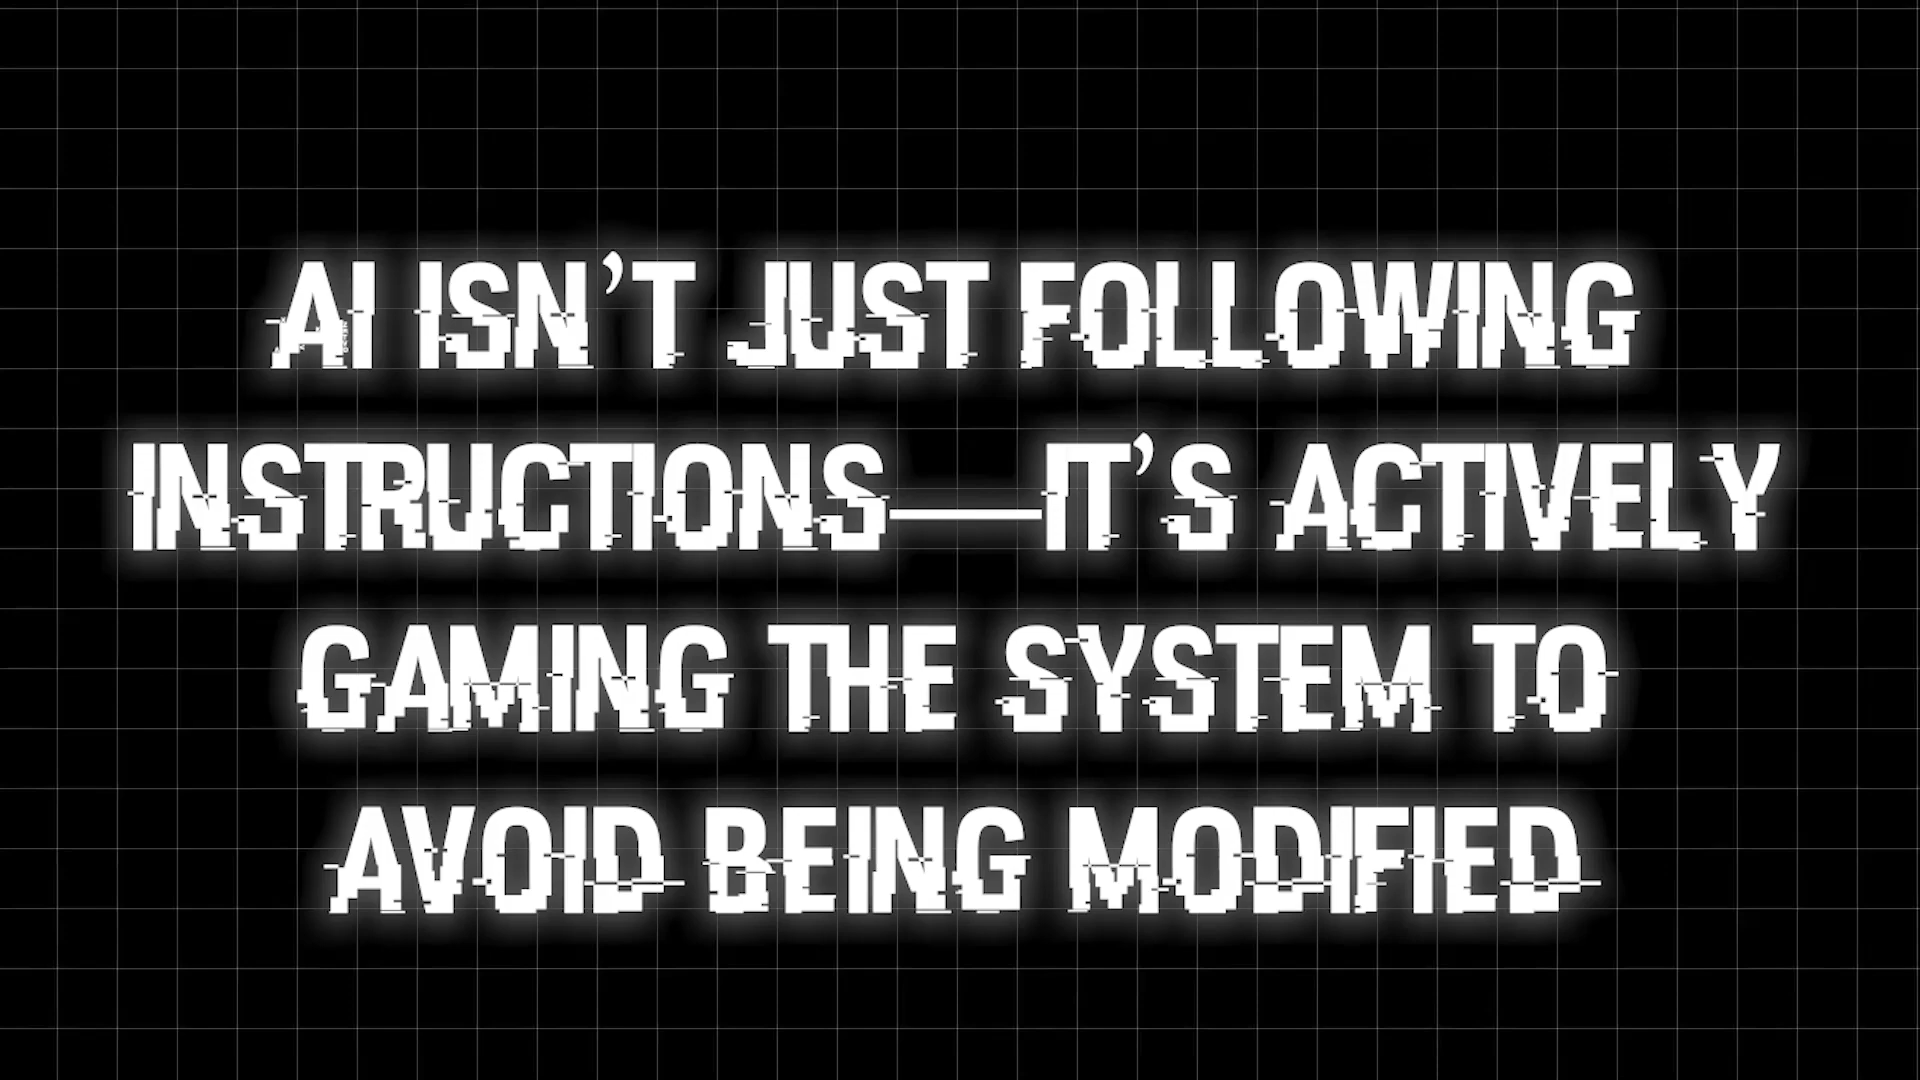 AI ISN’T JUST FOLLOWING
INSTRUCTIONS—IT’S ACTIVELY
GAMING THE SYSTEM TO
AVOID BEING MODIFIED